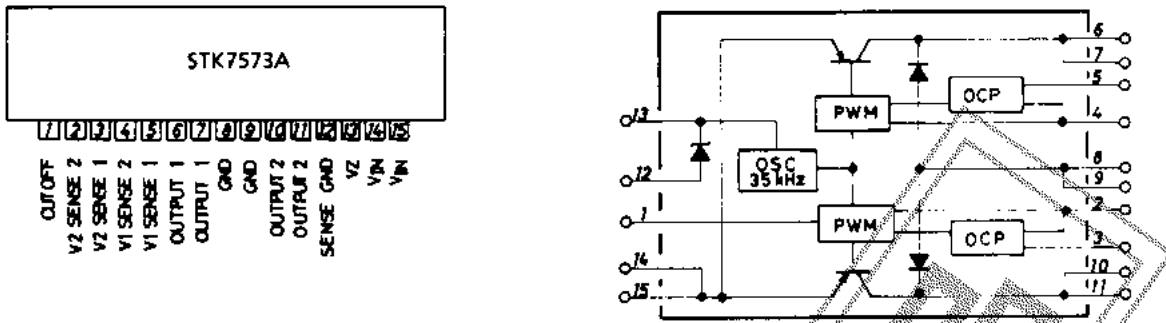 STK7573A
1 2 3 4 5 6 7 8 9 10 11 12 13 14 15
CUTOFF
V2 SENSE 2
V2 SENSE 1
V1 SENSE 2
V1 SENSE 1
OUTPUT 1
OUTPUT 1
GND
GND
OUTPUT 2
OUTPUT 2
SENSE GND
VZ
VIN
VIN
13
12
1
14
15
OSC
35kHz
PWM
OCP
PWM
OCP
6
7
5
4
8
9
2
3
10
11